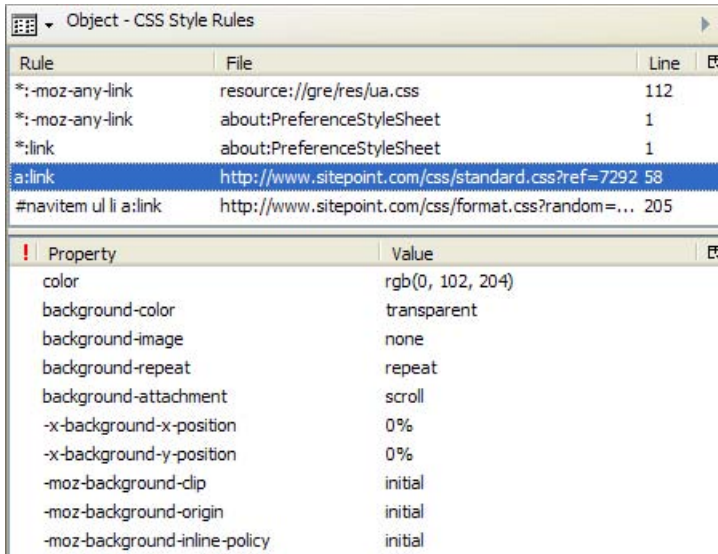 Object - CSS Style Rules
Rule File Line
*:-moz-any-link resource://gre/res/ua.css 112
*:-moz-any-link about:PreferenceStyleSheet 1
*:link about:PreferenceStyleSheet 1
a:link http://www.sitepoint.com/css/standard.css?ref=7292 58
#navitem ul li a:link http://www.sitepoint.com/css/format.css?random=... 205
! Property Value
color rgb(0, 102, 204)
background-color transparent
background-image none
background-repeat repeat
background-attachment scroll
-x-background-x-position 0%
-x-background-y-position 0%
-moz-background-clip initial
-moz-background-origin initial
-moz-background-inline-policy initial